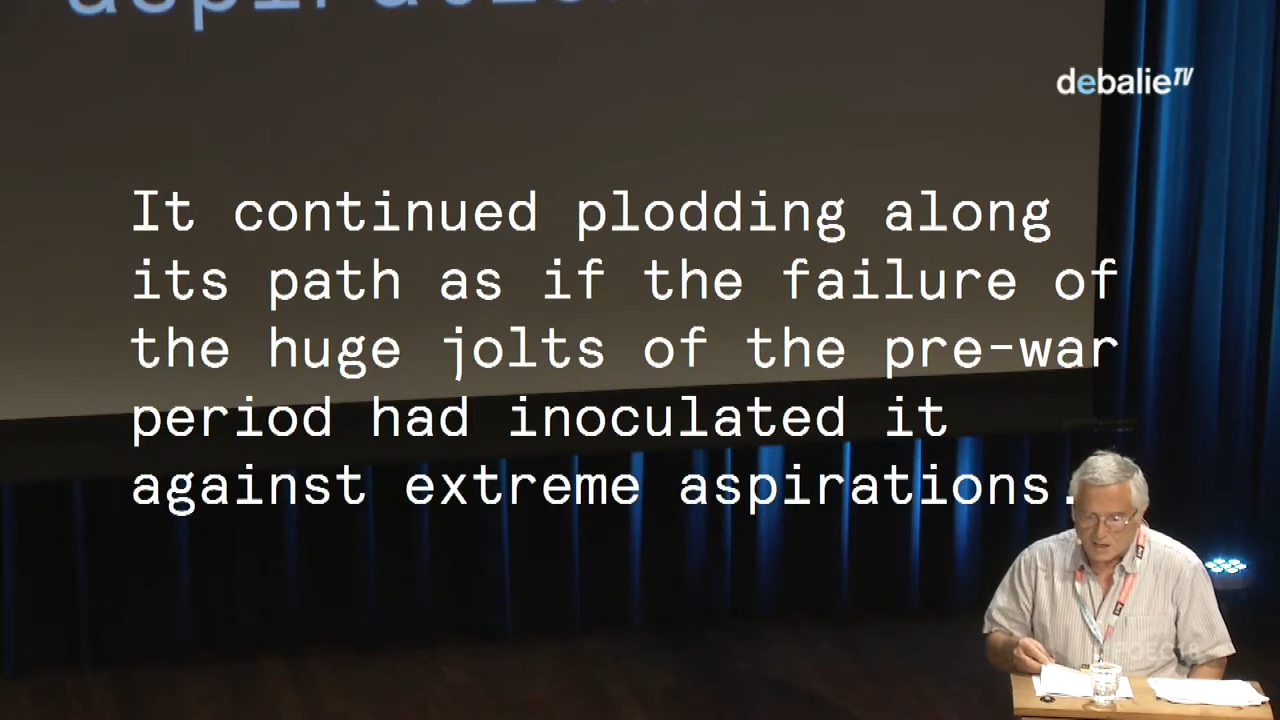 aspirations
debalieTV
It continued plodding along
its path as if the failure of
the huge jolts of the pre-war
period had inoculated it
against extreme aspirations.